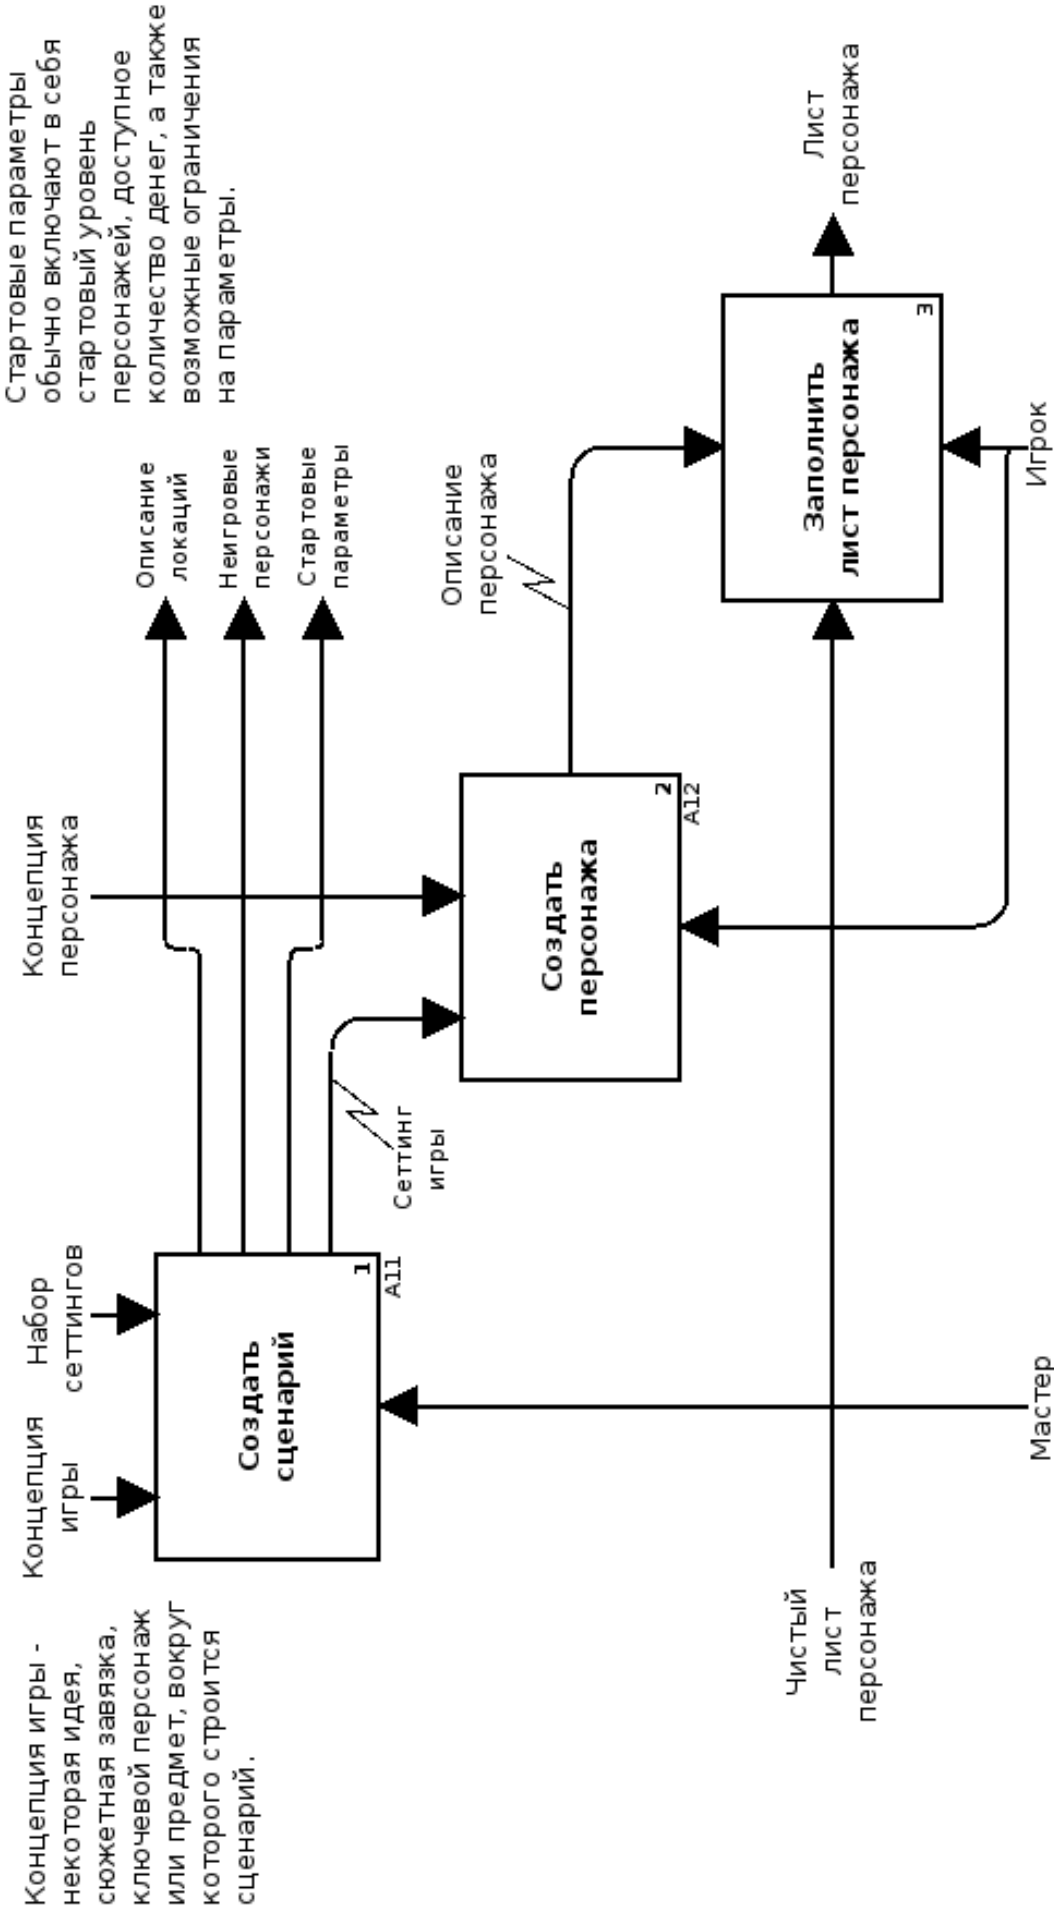 Концепция игры -
некоторая идея,
сюжетная завязка,
ключевой персонаж
или предмет, вокруг
которого строится
сценарий.
Концепция
игры
Набор
сеттингов
Концепция
персонажа
Стартовые параметры
обычно включают в себя
стартовый уровень
персонажей, доступное
количество денег, а также
возможные ограничения
на параметры.
Создать
сценарий
1
A11
Описание
локаций
Неигровые
персонажи
Стартовые
параметры
Сеттинг
игры
Создать
персонажа
2
A12
Описание
персонажа
Заполнить
лист персонажа
3
Лист
персонажа
Чистый
лист
персонажа
Мастер
Игрок